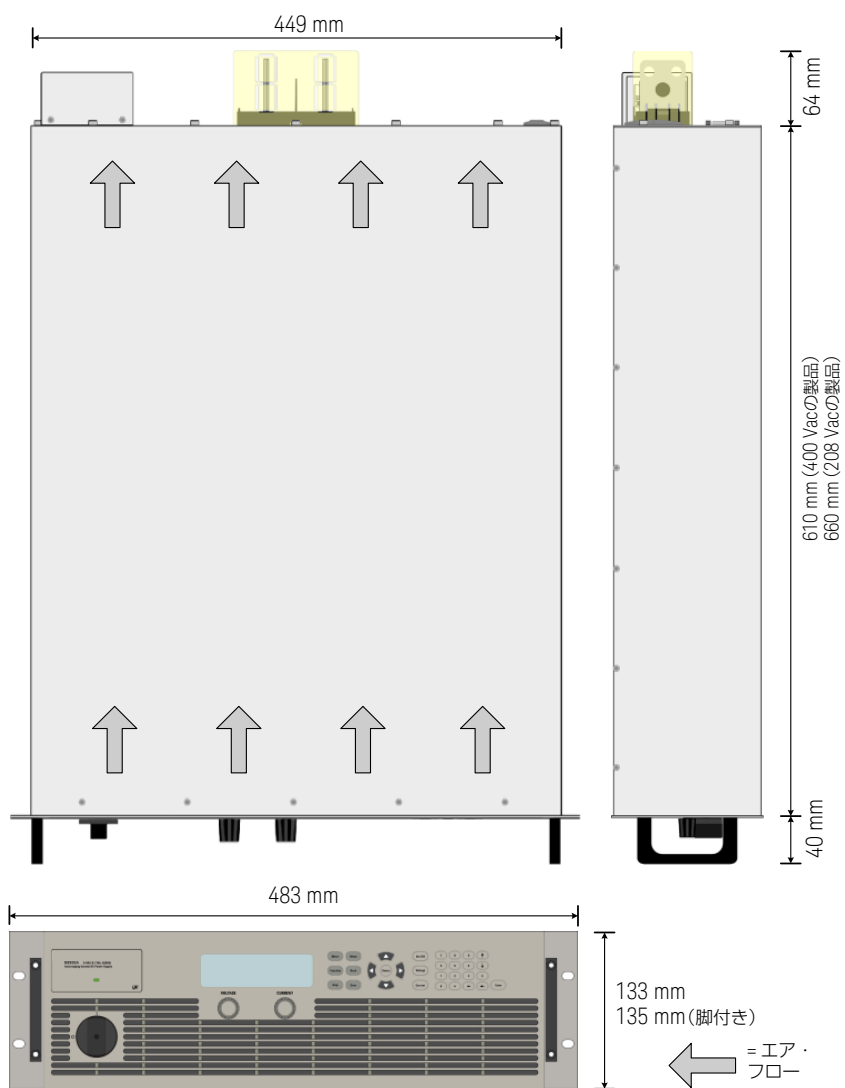 449 mm
64 mm
610 mm (400 Vacの製品)
660 mm (208 Vacの製品)
40 mm
483 mm
VOLTAGE
CURRENT
133 mm
135 mm (脚付き)
= エア・
フロー